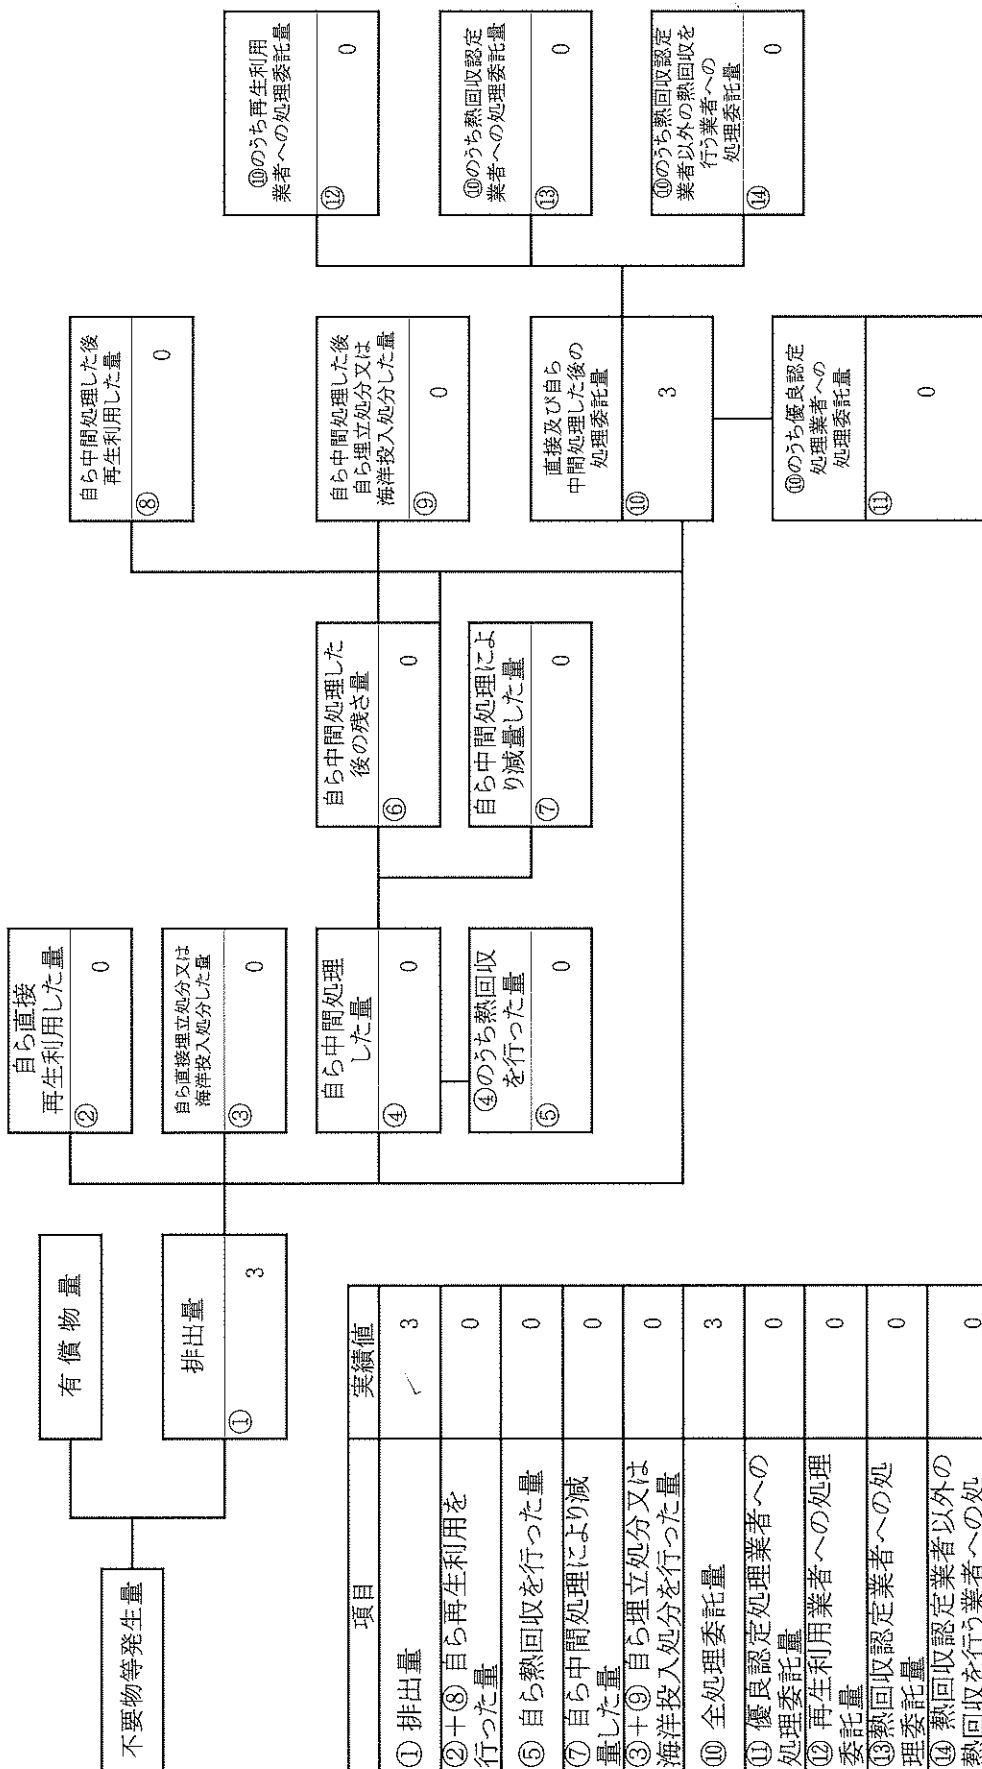 不要物等発生量
有償物量
排出量
①
3
自ら直接
再生利用した量
②
0
自ら直接埋立処分又は
海洋投入処分した量
③
0
自ら中間処理
した量
④
0
④のうち熱回収
を行った量
⑤
0
自ら中間処理した
後の残さ量
⑥
0
自ら中間処理によ
り減量した量
⑦
0
自ら中間処理した後
再生利用した量
⑧
0
自ら中間処理した後
自ら埋立処分又は
海洋投入処分した量
⑨
0
直接及び自ら
中間処理した後の
処理委託量
⑩
3
⑩のうち優良認定
処理業者への
処理委託量
⑪
0
⑩のうち再生利用
業者への処理委託量
⑫
0
⑩のうち熱回収認定
業者への処理委託量
⑬
0
⑩のうち熱回収認定
業者以外の熱回収を
行う業者への
処理委託量
⑭
0
項目 実績値
① 排出量 3
②+⑧ 自ら再生利用を
行った量 0
⑤ 自ら熱回収を行った量 0
⑦ 自ら中間処理により減
量した量 0
③+⑨ 自ら埋立処分又は
海洋投入処分を行った量 0
⑩ 全処理委託量 3
⑪ 優良認定処理業者への
処理委託量 0
⑫ 再生利用業者への処理
委託量 0
⑬熱回収認定業者への処
理委託量 0
⑭ 熱回収認定業者以外の
熱回収を行う業者への処 0